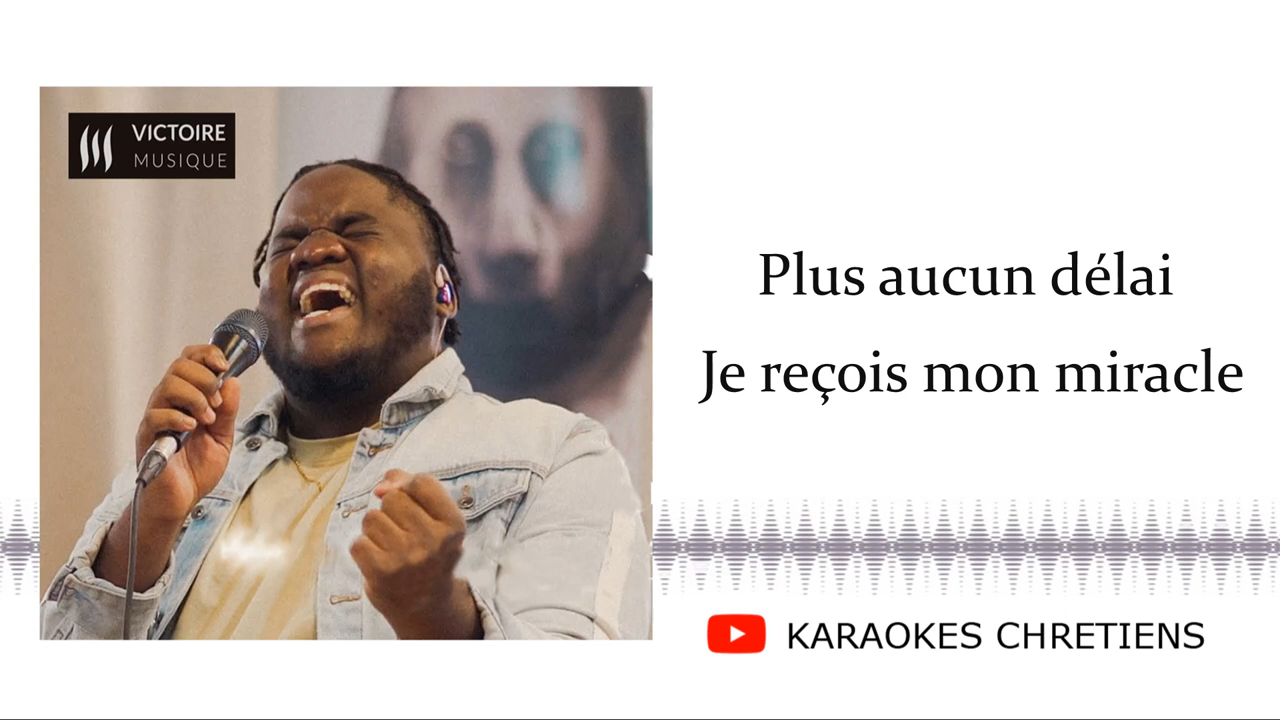 VICTOIRE
MUSIQUE
Plus aucun délai
Je reçois mon miracle
KARAOKES CHRETIENS